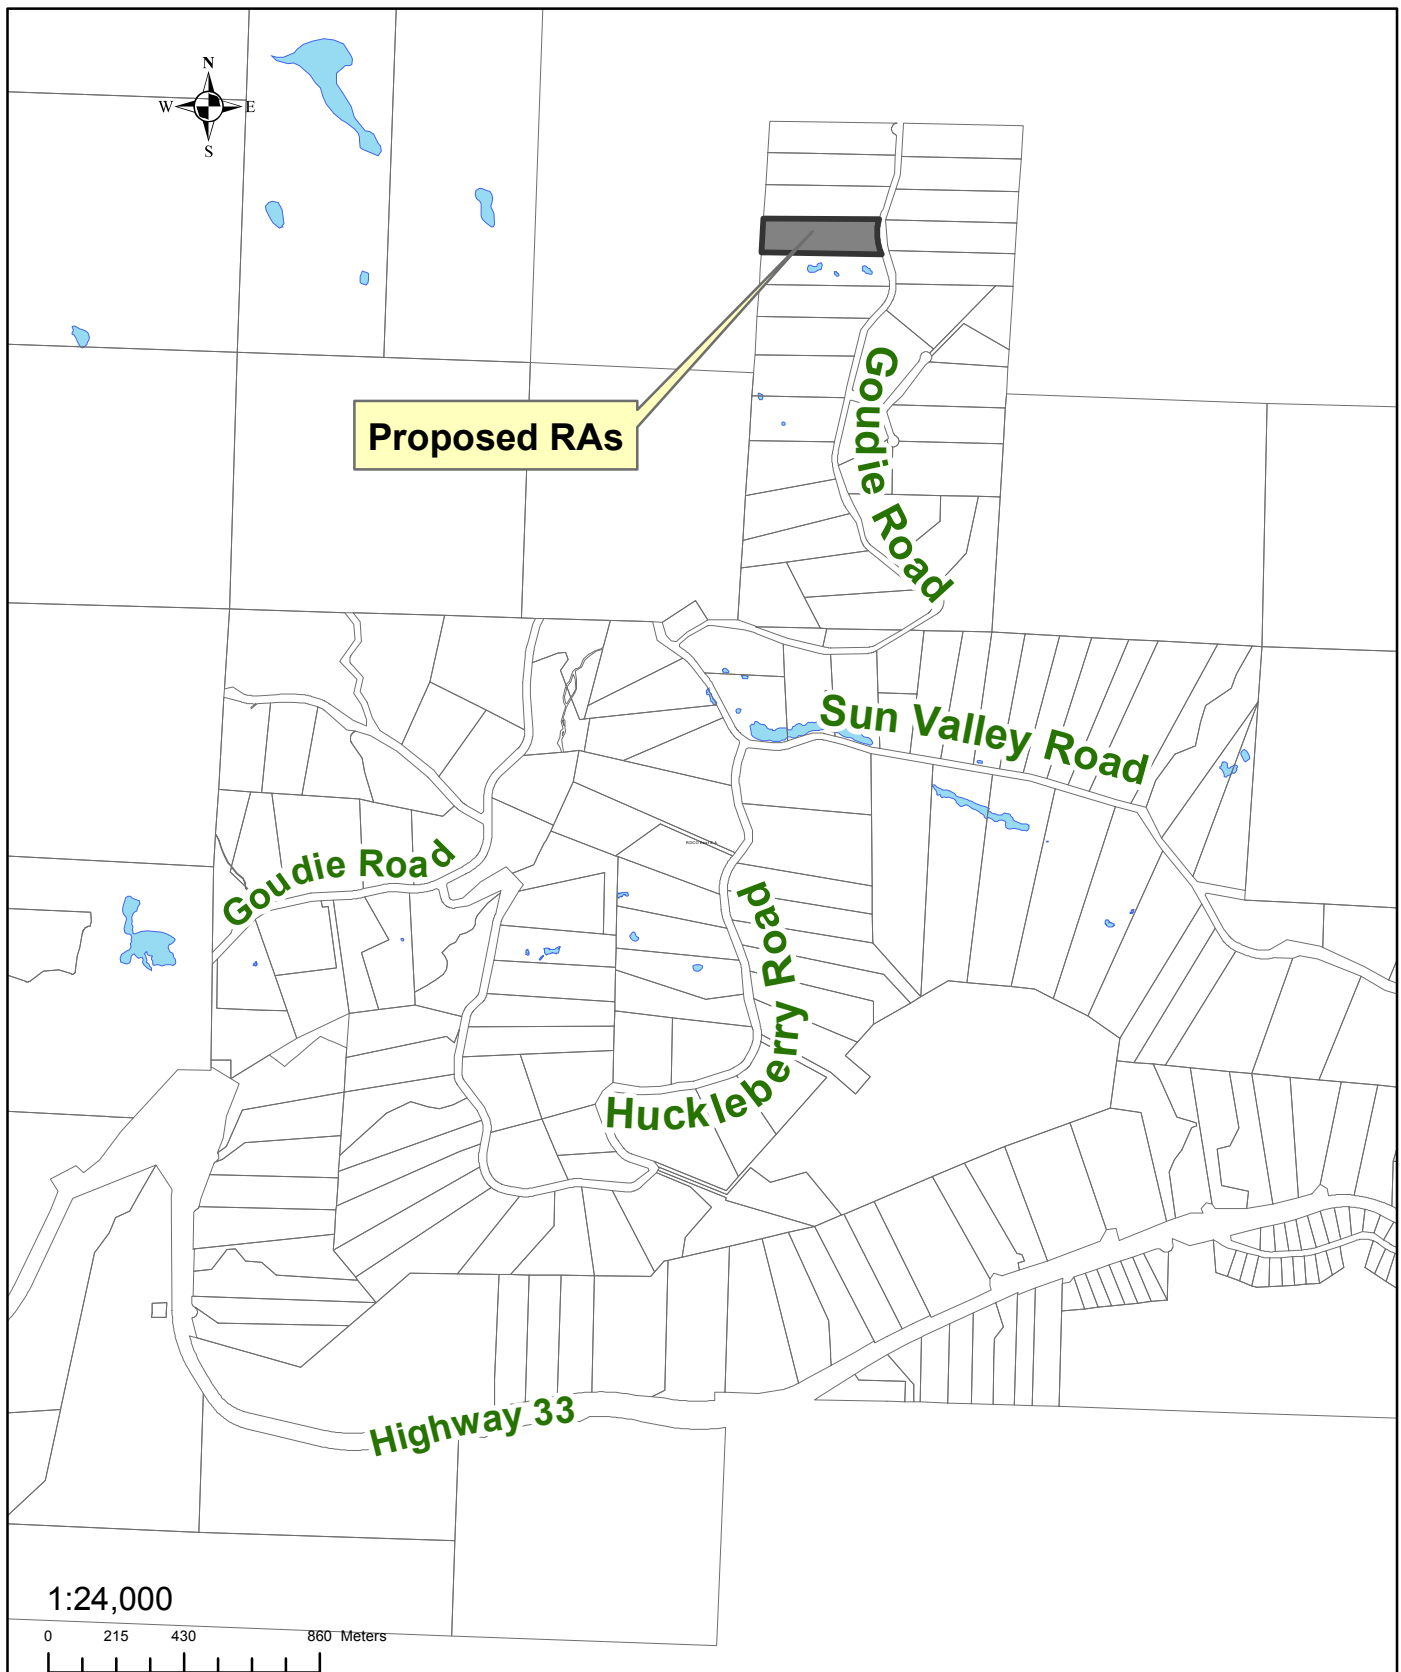 N
W E
S
Proposed RAs
Goudie Road
Sun Valley Road
Goudie Road
Huckleberry Road
Highway 33
1:24,000
0 215 430 860 Meters